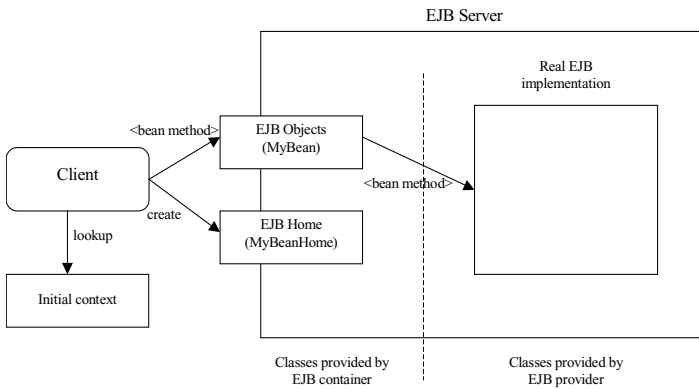 EJB Server
Real EJB
implementation
<bean method>
EJB Objects
(MyBean)
Client
<bean method>
create
EJB Home
(MyBeanHome)
lookup
Initial context
Classes provided by
EJB container
Classes provided by
EJB provider